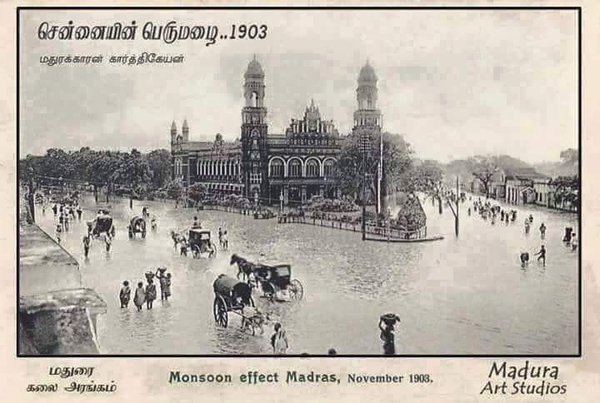 சென்னையின் பெருமழை..1903
மதுரக்காரன் கார்த்திகேயன்
மதுரை
கலை அரங்கம்
Monsoon effect Madras, November 1903.
Madura
Art Studios